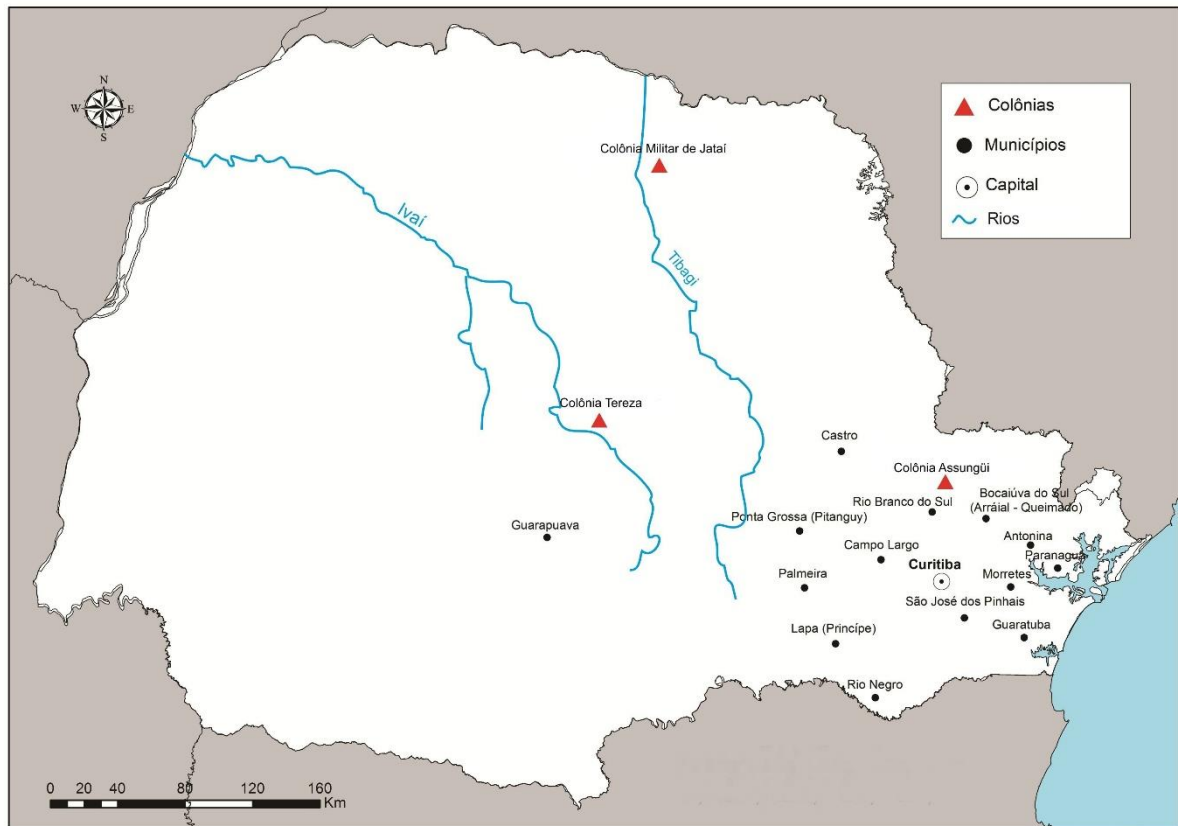 N
W E
S
Colônias
Municípios
Capital
Rios
Colônia Militar de Jataí
Ivaí
Tibagi
Colônia Tereza
Castro
Colônia Assungüi
Bocaiúva do Sul
(Arráial - Queimado)
Rio Branco do Sul
Ponta Grossa (Pitanguy)
Guarapuava
Antonina
Campo Largo
Paranaguá
Curitiba
Palmeira
Morretes
São José dos Pinhais
Lapa (Princípe)
Guaratuba
Rio Negro
0 20 40 80 120 160
Km